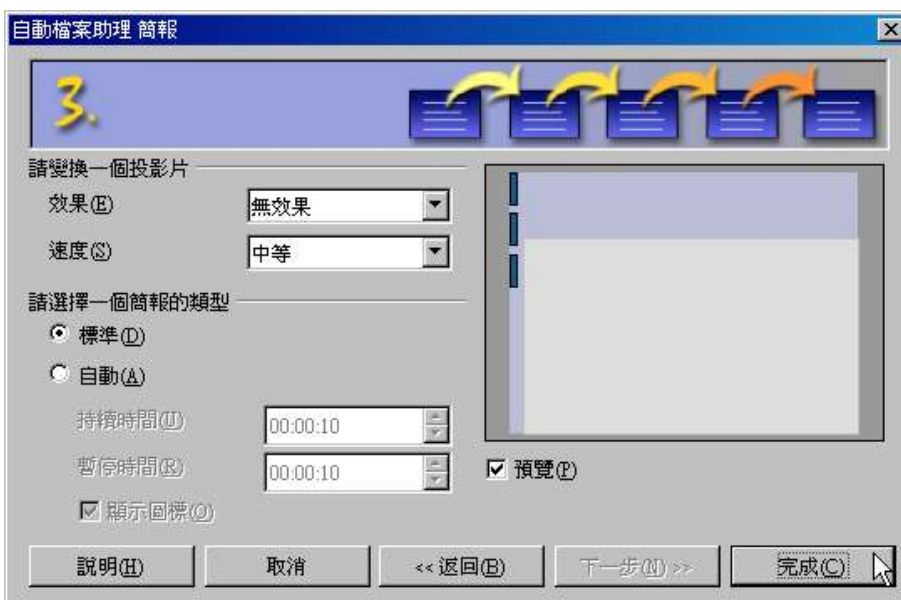 自動檔案助理 簡報
3.
請變換一個投影片
效果(E) 無效果
速度(S) 中等
請選擇一個簡報的類型
標準(D)
自動(A)
持續時間(U) 00:00:10
暫停時間(R) 00:00:10
顯示圖標(O)
預覽(P)
說明(H) 取消 << 返回(B) 下一步(N) >> 完成(C)